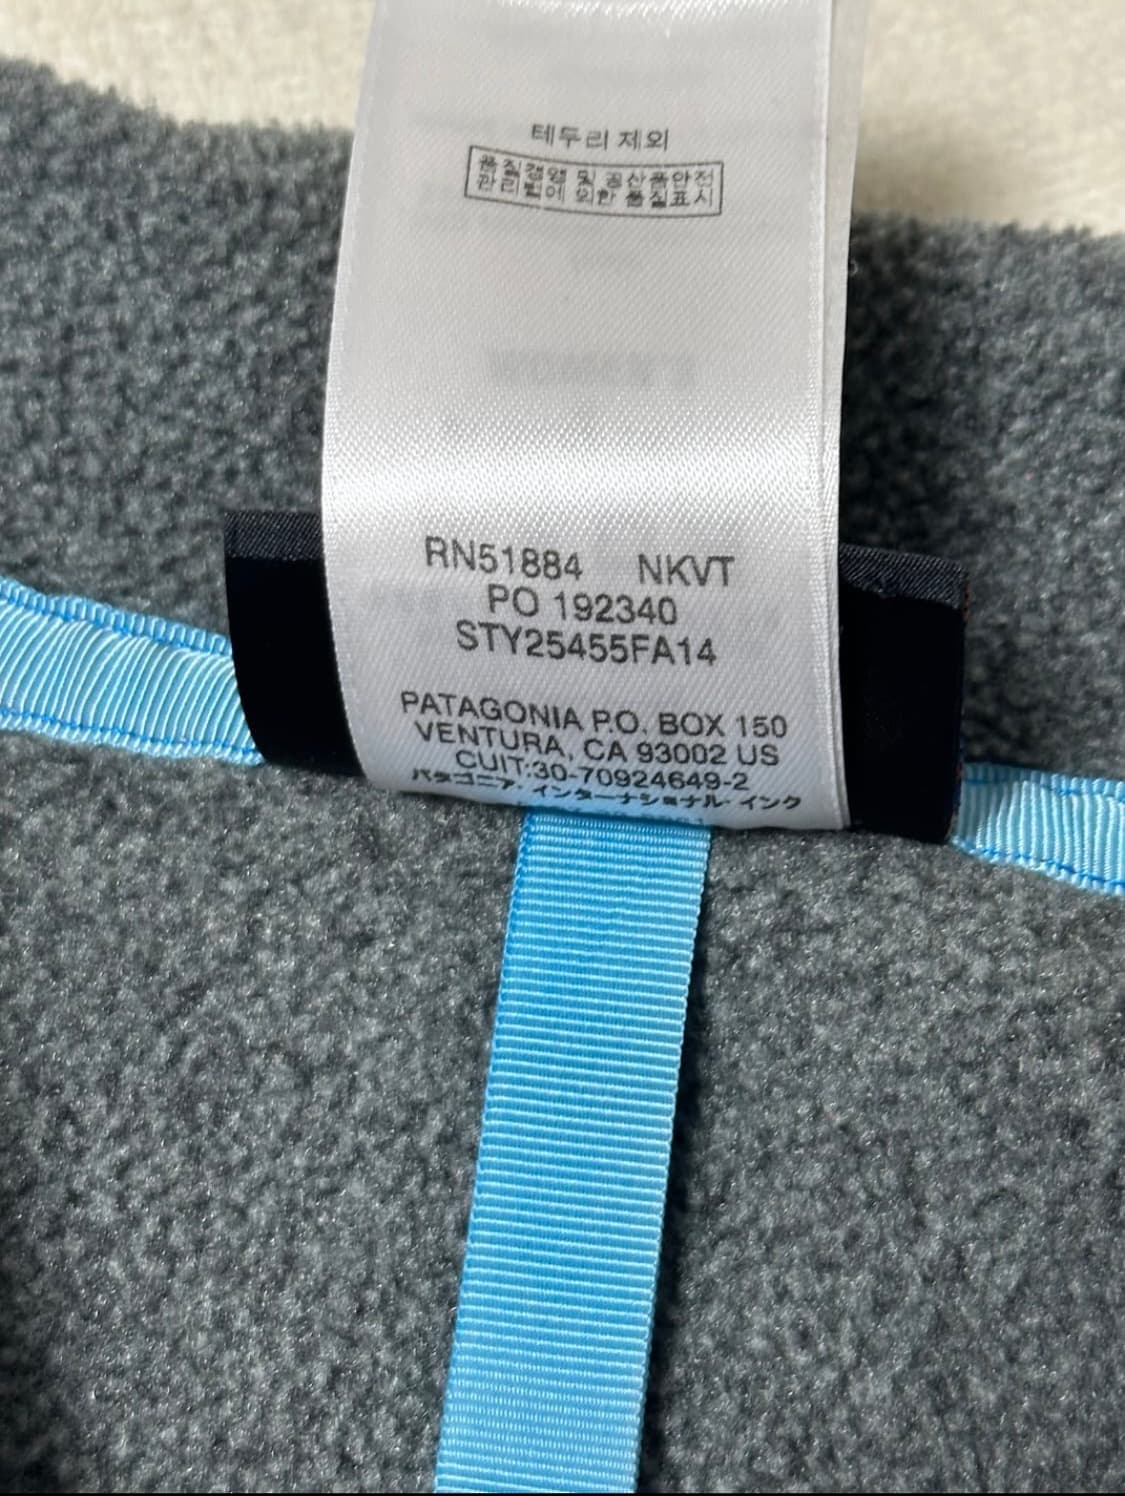 테두리 제외
품질경영 및 공산품안전
관리법에 의한 품질표시
RN51884 NKVT
PO 192340
STY25455FA14
PATAGONIA P.O. BOX 150
VENTURA, CA 93002 US
CUIT:30-70924649-2
パタゴニア・インターナショナル・インク